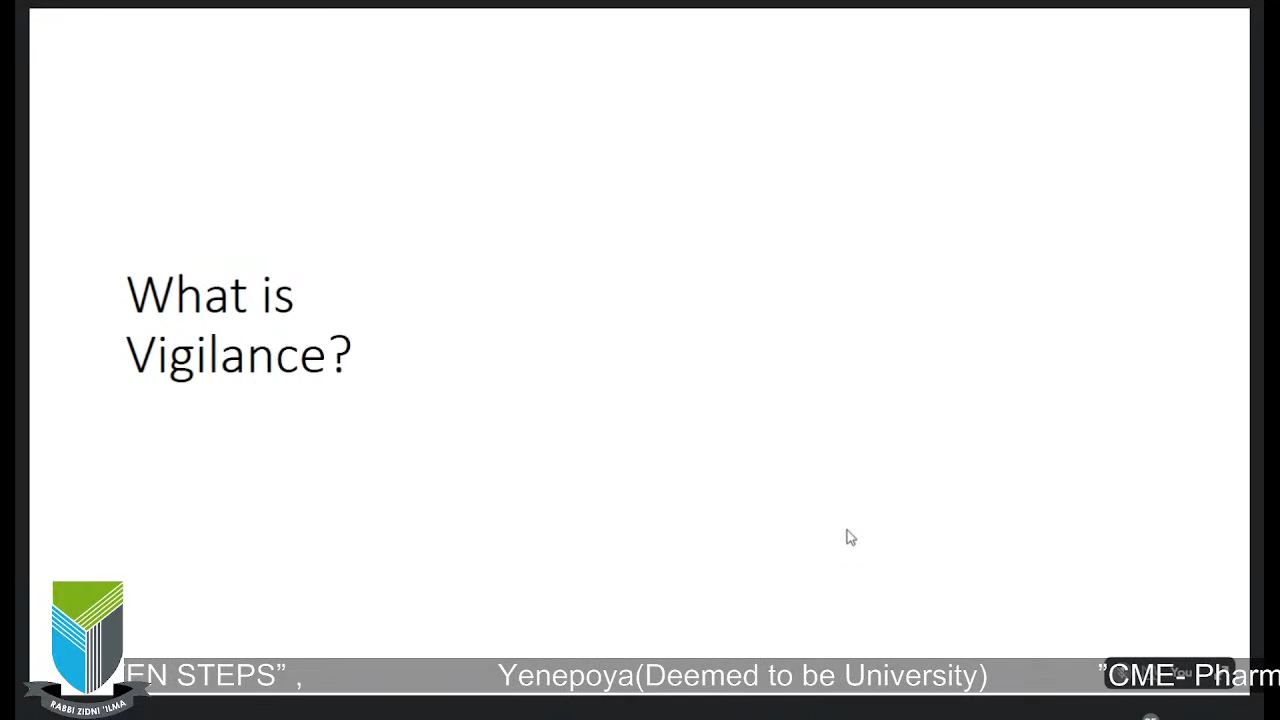 What is
Vigilance?
EN STEPS” , Yenepoya(Deemed to be University) ”CME- Pharm
RABBI ZIDNI 'ILMA